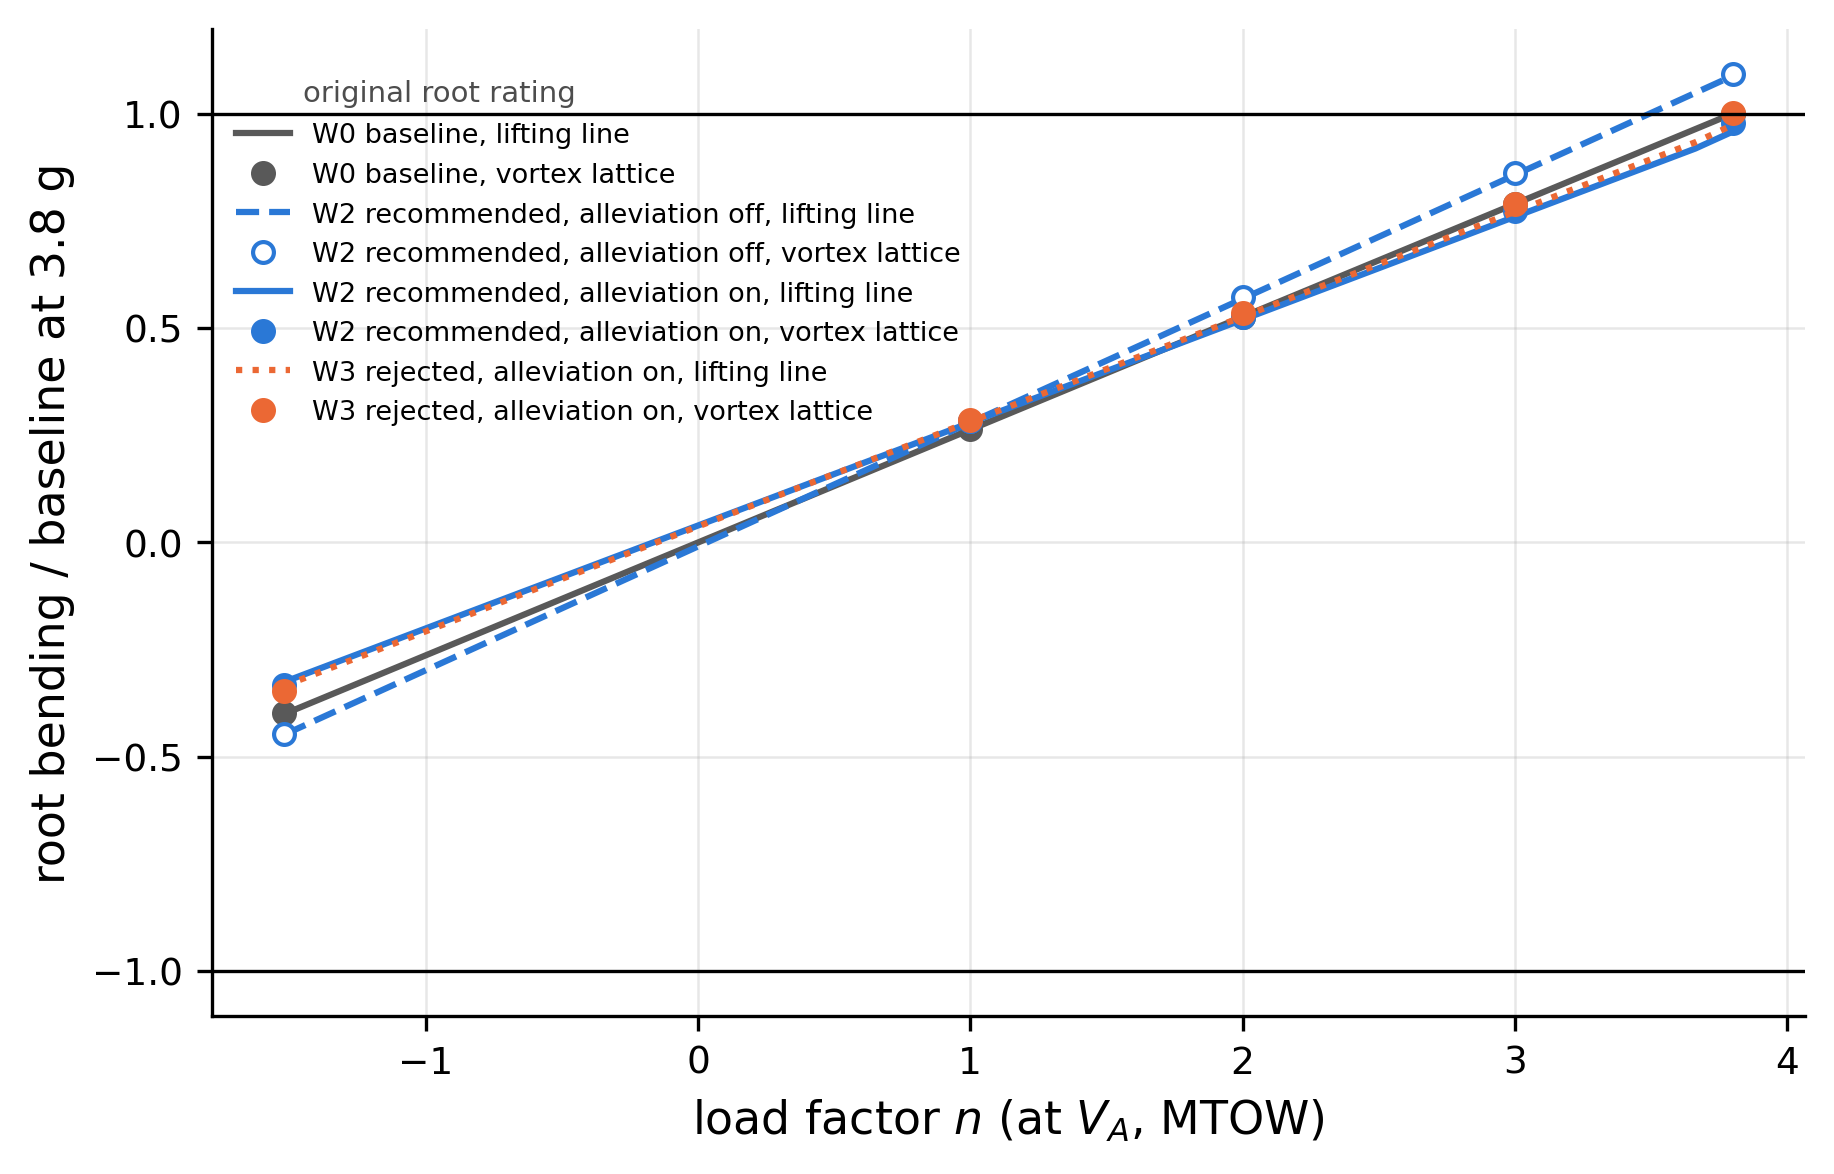 original root rating
W0 baseline, lifting line
W0 baseline, vortex lattice
W2 recommended, alleviation off, lifting line
W2 recommended, alleviation off, vortex lattice
W2 recommended, alleviation on, lifting line
W2 recommended, alleviation on, vortex lattice
W3 rejected, alleviation on, lifting line
W3 rejected, alleviation on, vortex lattice
root bending / baseline at 3.8 g
1.0
0.5
0.0
−0.5
−1.0
−1 0 1 2 3 4
load factor n (at V_A, MTOW)